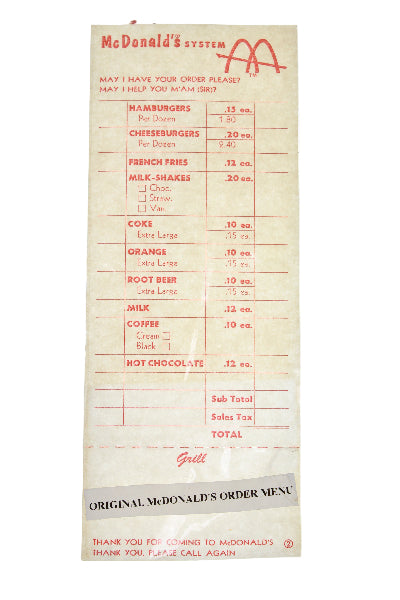 McDonald's SYSTEM
TM
MAY I HAVE YOUR ORDER PLEASE?
MAY I HELP YOU M'AM (SIR)?
HAMBURGERS .15 ea.
Per Dozen 1.80
CHEESEBURGERS .20 ea.
Per Dozen 2.40
FRENCH FRIES .12 ea.
MILK-SHAKES .20 ea.
Choc.
Straw.
Van.
COKE .10 ea.
Extra Large .15 ea.
ORANGE .10 ea.
Extra Large .15 ea.
ROOT BEER .10 ea.
Extra Large .15 ea.
MILK .12 ea.
COFFEE .10 ea.
Cream
Black
HOT CHOCOLATE .12 ea.
Sub Total
Sales Tax
TOTAL
Grill
ORIGINAL McDONALD'S ORDER MENU
THANK YOU FOR COMING TO McDONALD'S 2
THANK YOU, PLEASE CALL AGAIN